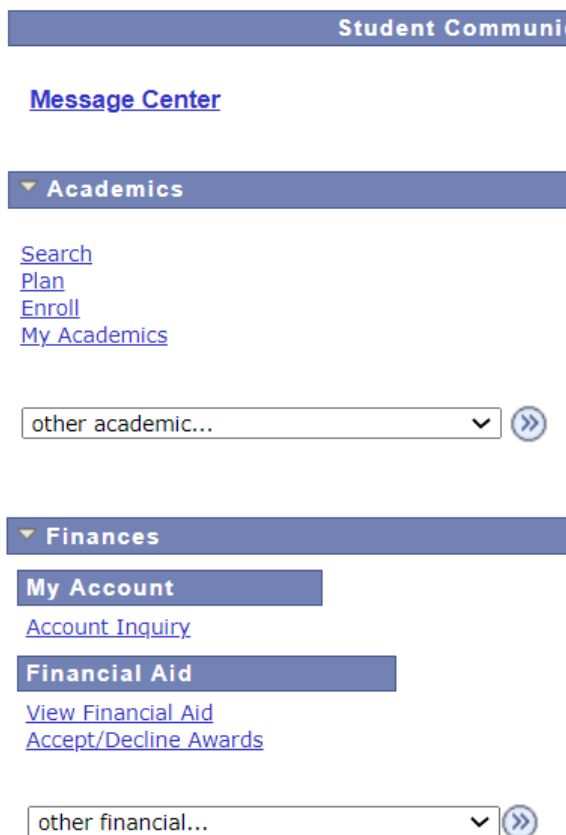 Student Communi
Message Center
Academics
Search
Plan
Enroll
My Academics
other academic...
Finances
My Account
Account Inquiry
Financial Aid
View Financial Aid
Accept/Decline Awards
other financial...